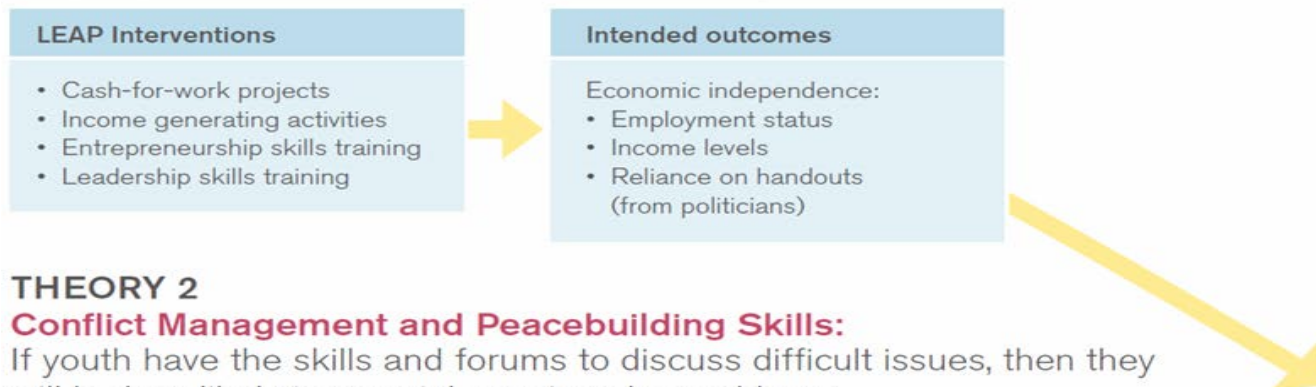 LEAP Interventions
• Cash-for-work projects
• Income generating activities
• Entrepreneurship skills training
• Leadership skills training
Intended outcomes
Economic independence:
• Employment status
• Income levels
• Reliance on handouts
(from politicians)
THEORY 2
Conflict Management and Peacebuilding Skills:
If youth have the skills and forums to discuss difficult issues, then they